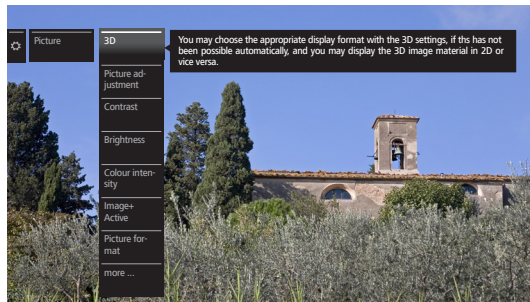 Picture
3D
You may choose the appropriate display format with the 3D settings, if ths has not
been possible automatically, and you may display the 3D image material in 2D or
vice versa.
Picture ad-
justment
Contrast
Brightness
Colour inten-
sity
Image+
Active
Picture for-
mat
more ...